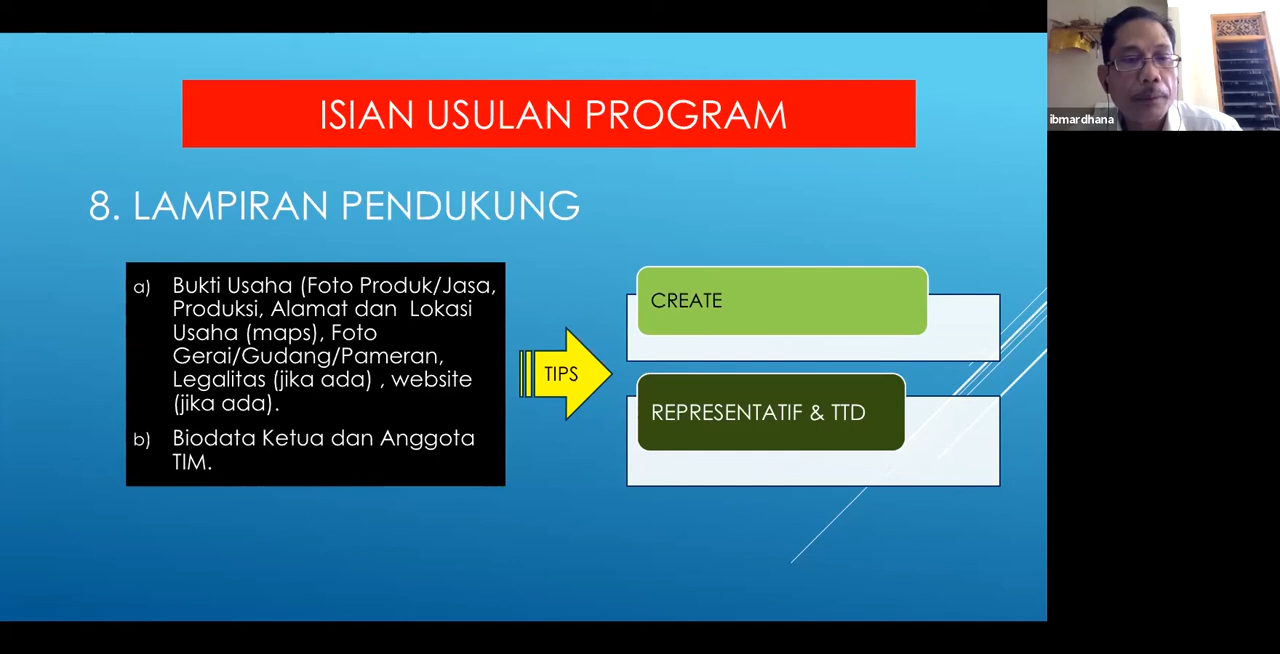 ISIAN USULAN PROGRAM
8. LAMPIRAN PENDUKUNG
a) Bukti Usaha (Foto Produk/Jasa,
Produksi, Alamat dan Lokasi
Usaha (maps), Foto
Gerai/Gudang/Pameran,
Legalitas (jika ada) , website
(jika ada).
b) Biodata Ketua dan Anggota
TIM.
TIPS
CREATE
REPRESENTATIF & TTD
ibmardhana